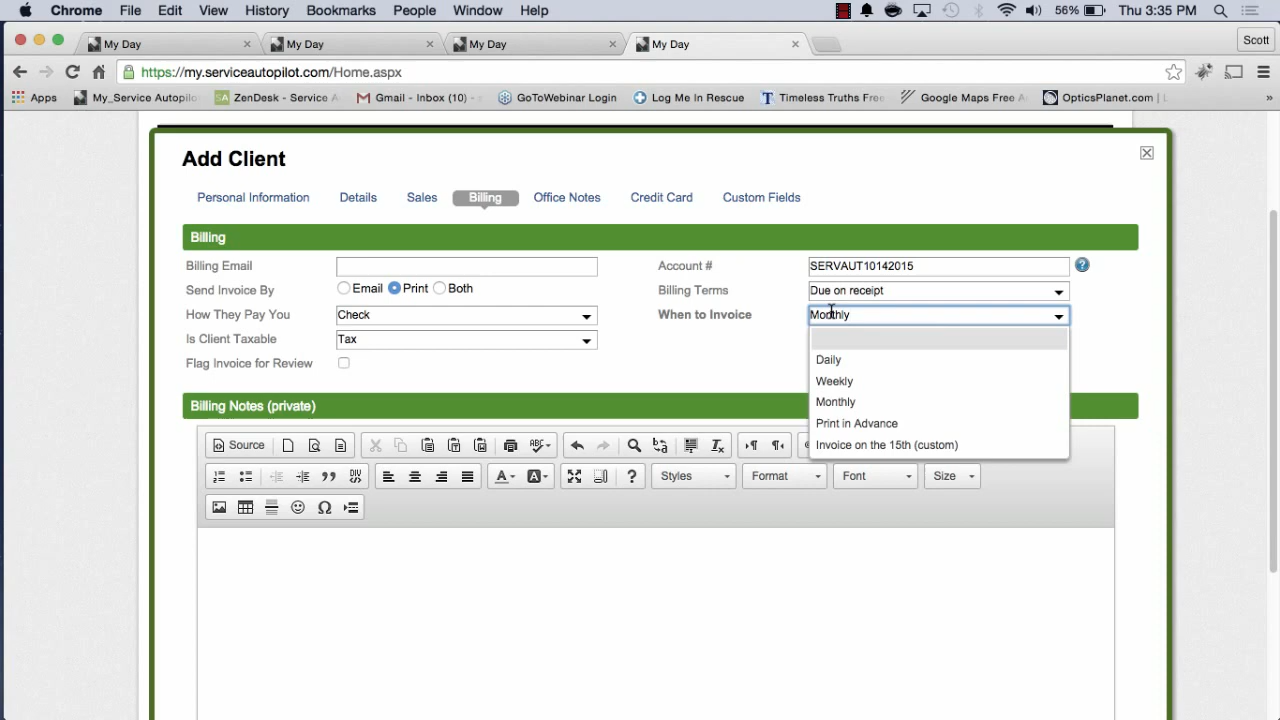 Chrome File Edit View History Bookmarks People Window Help 56% Thu 3:35 PM
My Day My Day My Day My Day Scott
https://my.serviceautopilot.com/Home.aspx
Apps My_Service Autopilo ZenDesk - Service A Gmail - Inbox (10) - GoToWebinar Login Log Me In Rescue Timeless Truths Free Google Maps Free A OpticsPlanet.com | L »
Add Client
Personal Information Details Sales Billing Office Notes Credit Card Custom Fields
Billing
Billing Email Account # SERVAUT10142015 ?
Send Invoice By Email Print Both Billing Terms Due on receipt
How They Pay You Check When to Invoice Monthly
Is Client Taxable Tax
Flag Invoice for Review Daily
Weekly
Monthly
Print in Advance
Invoice on the 15th (custom)
Billing Notes (private)
Source ABC
DIV A A ? Styles Format Font Size
Ω